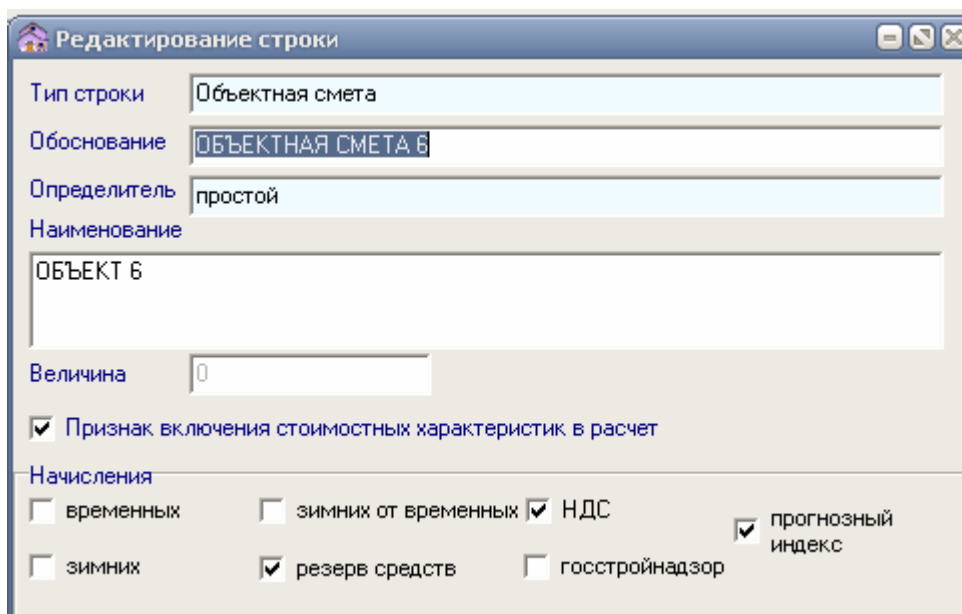 Редактирование строки
Тип строки Объектная смета
Обоснование ОБЪЕКТНАЯ СМЕТА 6
Определитель простой
Наименование
ОБЪЕКТ 6
Величина 0
Признак включения стоимостных характеристик в расчет
Начисления
временных зимних от временных НДС прогнозный
индекс
зимних резерв средств госстройнадзор